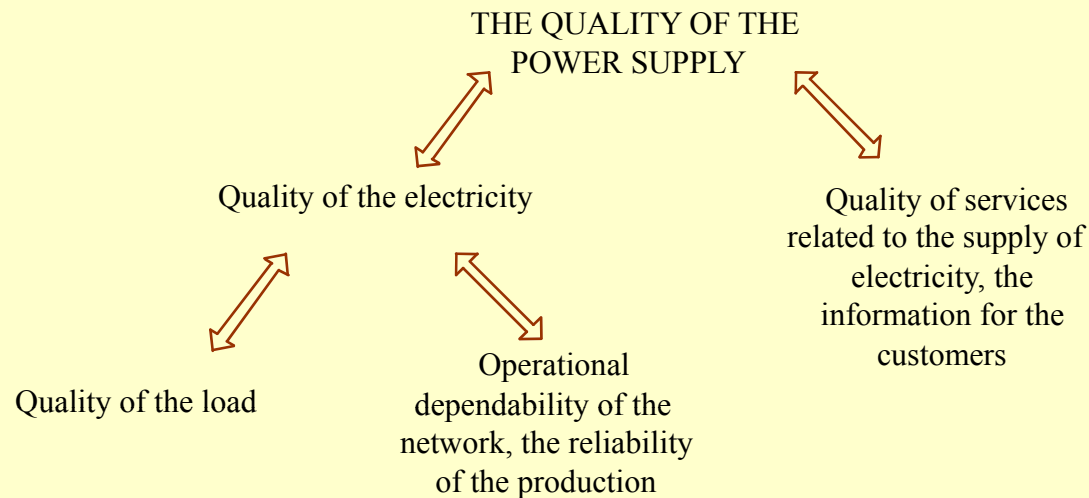 THE QUALITY OF THE
POWER SUPPLY
Quality of the electricity
Quality of services
related to the supply of
electricity, the
information for the
customers
Quality of the load
Operational
dependability of the
network, the reliability
of the production